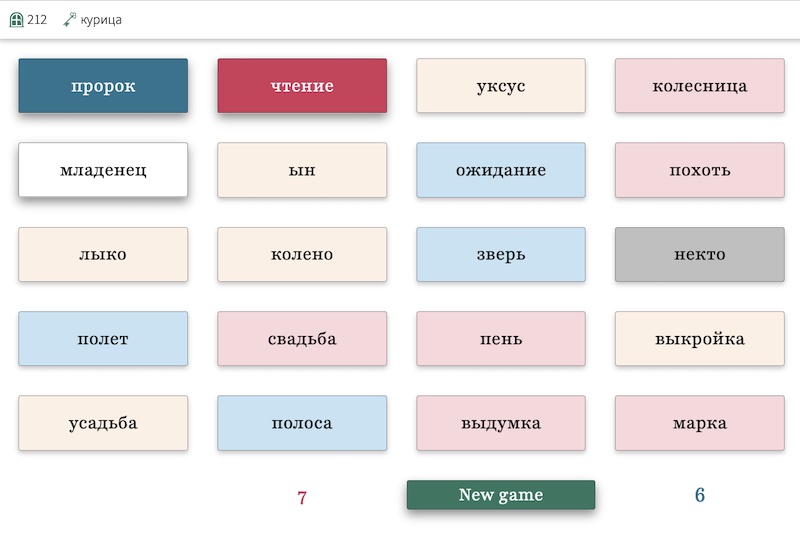 212 курица
пророк чтение уксус колесница
младенец ын ожидание похоть
лыко колено зверь некто
полет свадьба пень выкройка
усадьба полоса выдумка марка
7 New game 6